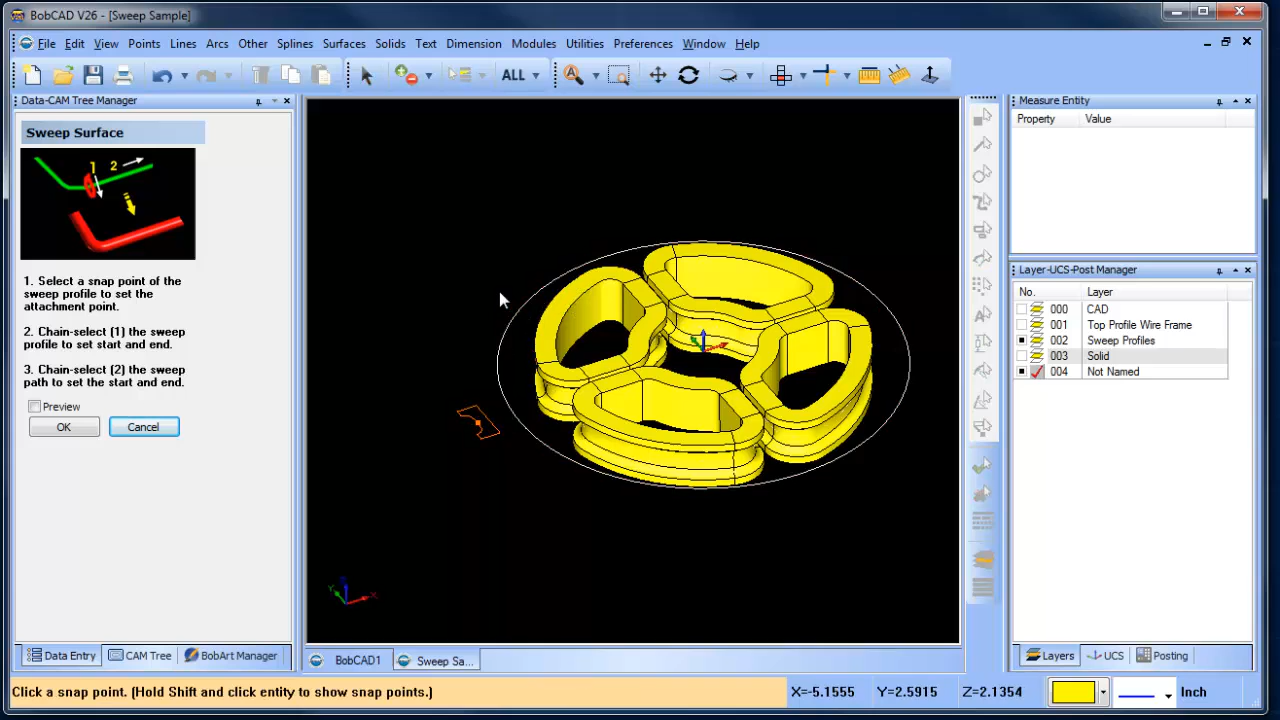 BobCAD V26 - [Sweep Sample]
File Edit View Points Lines Arcs Other Splines Surfaces Solids Text Dimension Modules Utilities Preferences Window Help
ALL
Data-CAM Tree Manager
Sweep Surface
1 2
1. Select a snap point of the
sweep profile to set the
attachment point.
2. Chain-select (1) the sweep
profile to set start and end.
3. Chain-select (2) the sweep
path to set the start and end.
Preview
OK Cancel
Z
Y X
Measure Entity
Property Value
Layer-UCS-Post Manager
No. Layer
000 CAD
001 Top Profile Wire Frame
002 Sweep Profiles
003 Solid
004 Not Named
Data Entry CAM Tree BobArt Manager
BobCAD1 Sweep Sa...
Layers UCS Posting
Click a snap point. (Hold Shift and click entity to show snap points.)
X=-5.1555 Y=2.5915 Z=2.1354 Inch